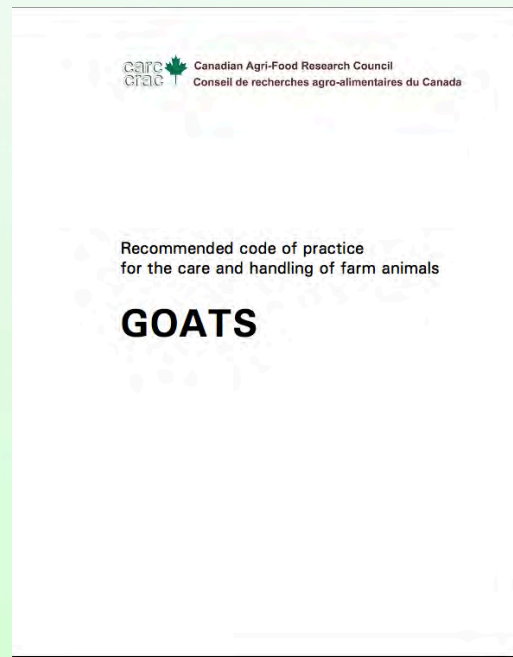 carc
crac
Canadian Agri-Food Research Council
Conseil de recherches agro-alimentaires du Canada
Recommended code of practice
for the care and handling of farm animals
GOATS